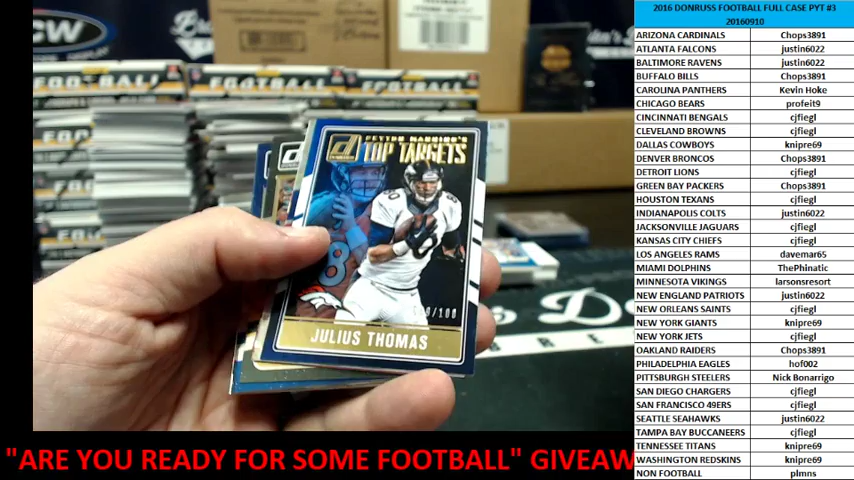 2016 DONRUSS FOOTBALL FULL CASE PYT #3
20160910
ARIZONA CARDINALS Chops3891
ATLANTA FALCONS justin6022
BALTIMORE RAVENS justin6022
BUFFALO BILLS Chops3891
CAROLINA PANTHERS Kevin Hoke
CHICAGO BEARS profeit9
CINCINNATI BENGALS cjfiegl
CLEVELAND BROWNS cjfiegl
DALLAS COWBOYS knipre69
DENVER BRONCOS Chops3891
DETROIT LIONS cjfiegl
GREEN BAY PACKERS Chops3891
HOUSTON TEXANS cjfiegl
INDIANAPOLIS COLTS justin6022
JACKSONVILLE JAGUARS cjfiegl
KANSAS CITY CHIEFS cjfiegl
LOS ANGELES RAMS davemar65
MIAMI DOLPHINS ThePhinatic
MINNESOTA VIKINGS larsonsresort
NEW ENGLAND PATRIOTS justin6022
NEW ORLEANS SAINTS cjfiegl
NEW YORK GIANTS knipre69
NEW YORK JETS cjfiegl
OAKLAND RAIDERS Chops3891
PHILADELPHIA EAGLES hof002
PITTSBURGH STEELERS Nick Bonarrigo
SAN DIEGO CHARGERS cjfiegl
SAN FRANCISCO 49ERS cjfiegl
SEATTLE SEAHAWKS justin6022
TAMPA BAY BUCCANEERS cjfiegl
TENNESSEE TITANS knipre69
WASHINGTON REDSKINS knipre69
NON FOOTBALL plmns
CW
FOOTBALL
PEYTON MANNING'S
TOP TARGETS
80
/100
JULIUS THOMAS
"ARE YOU READY FOR SOME FOOTBALL" GIVEAW